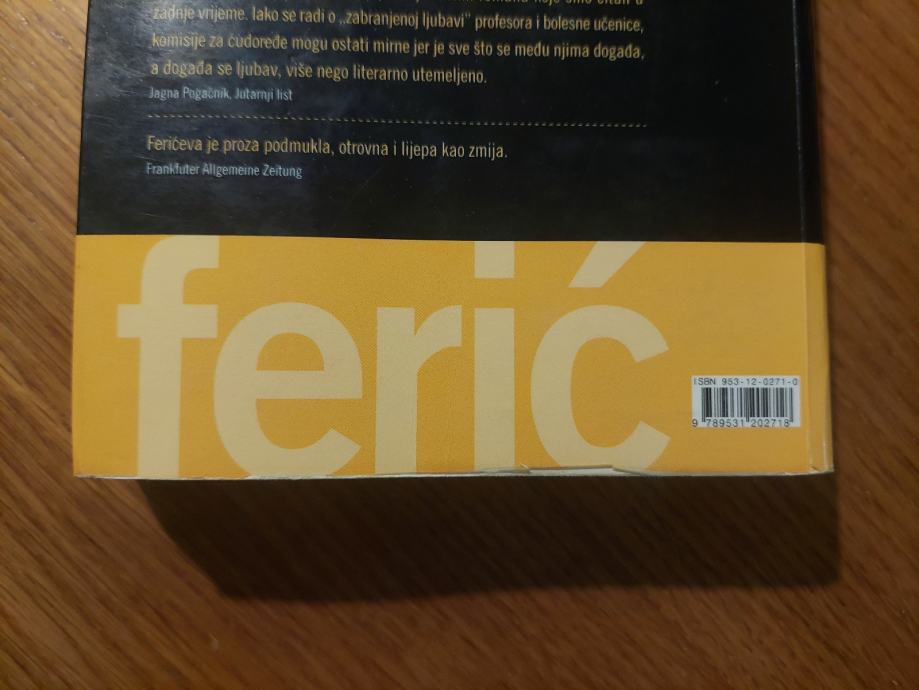 zadnje vrijeme. Iako se radi o „zabranjenoj ljubavi“ profesora i bolesne učenice,
komisije za ćudoređe mogu ostati mirne jer je sve što se među njima događa,
a događa se ljubav, više nego literarno utemeljeno.
Jagna Pogačnik, Jutarnji list
Ferićeva je proza podmukla, otrovna i lijepa kao zmija.
Frankfuter Allgemeine Zeitung
ferić
ISBN 953-12-0271-0
9 789531 202718